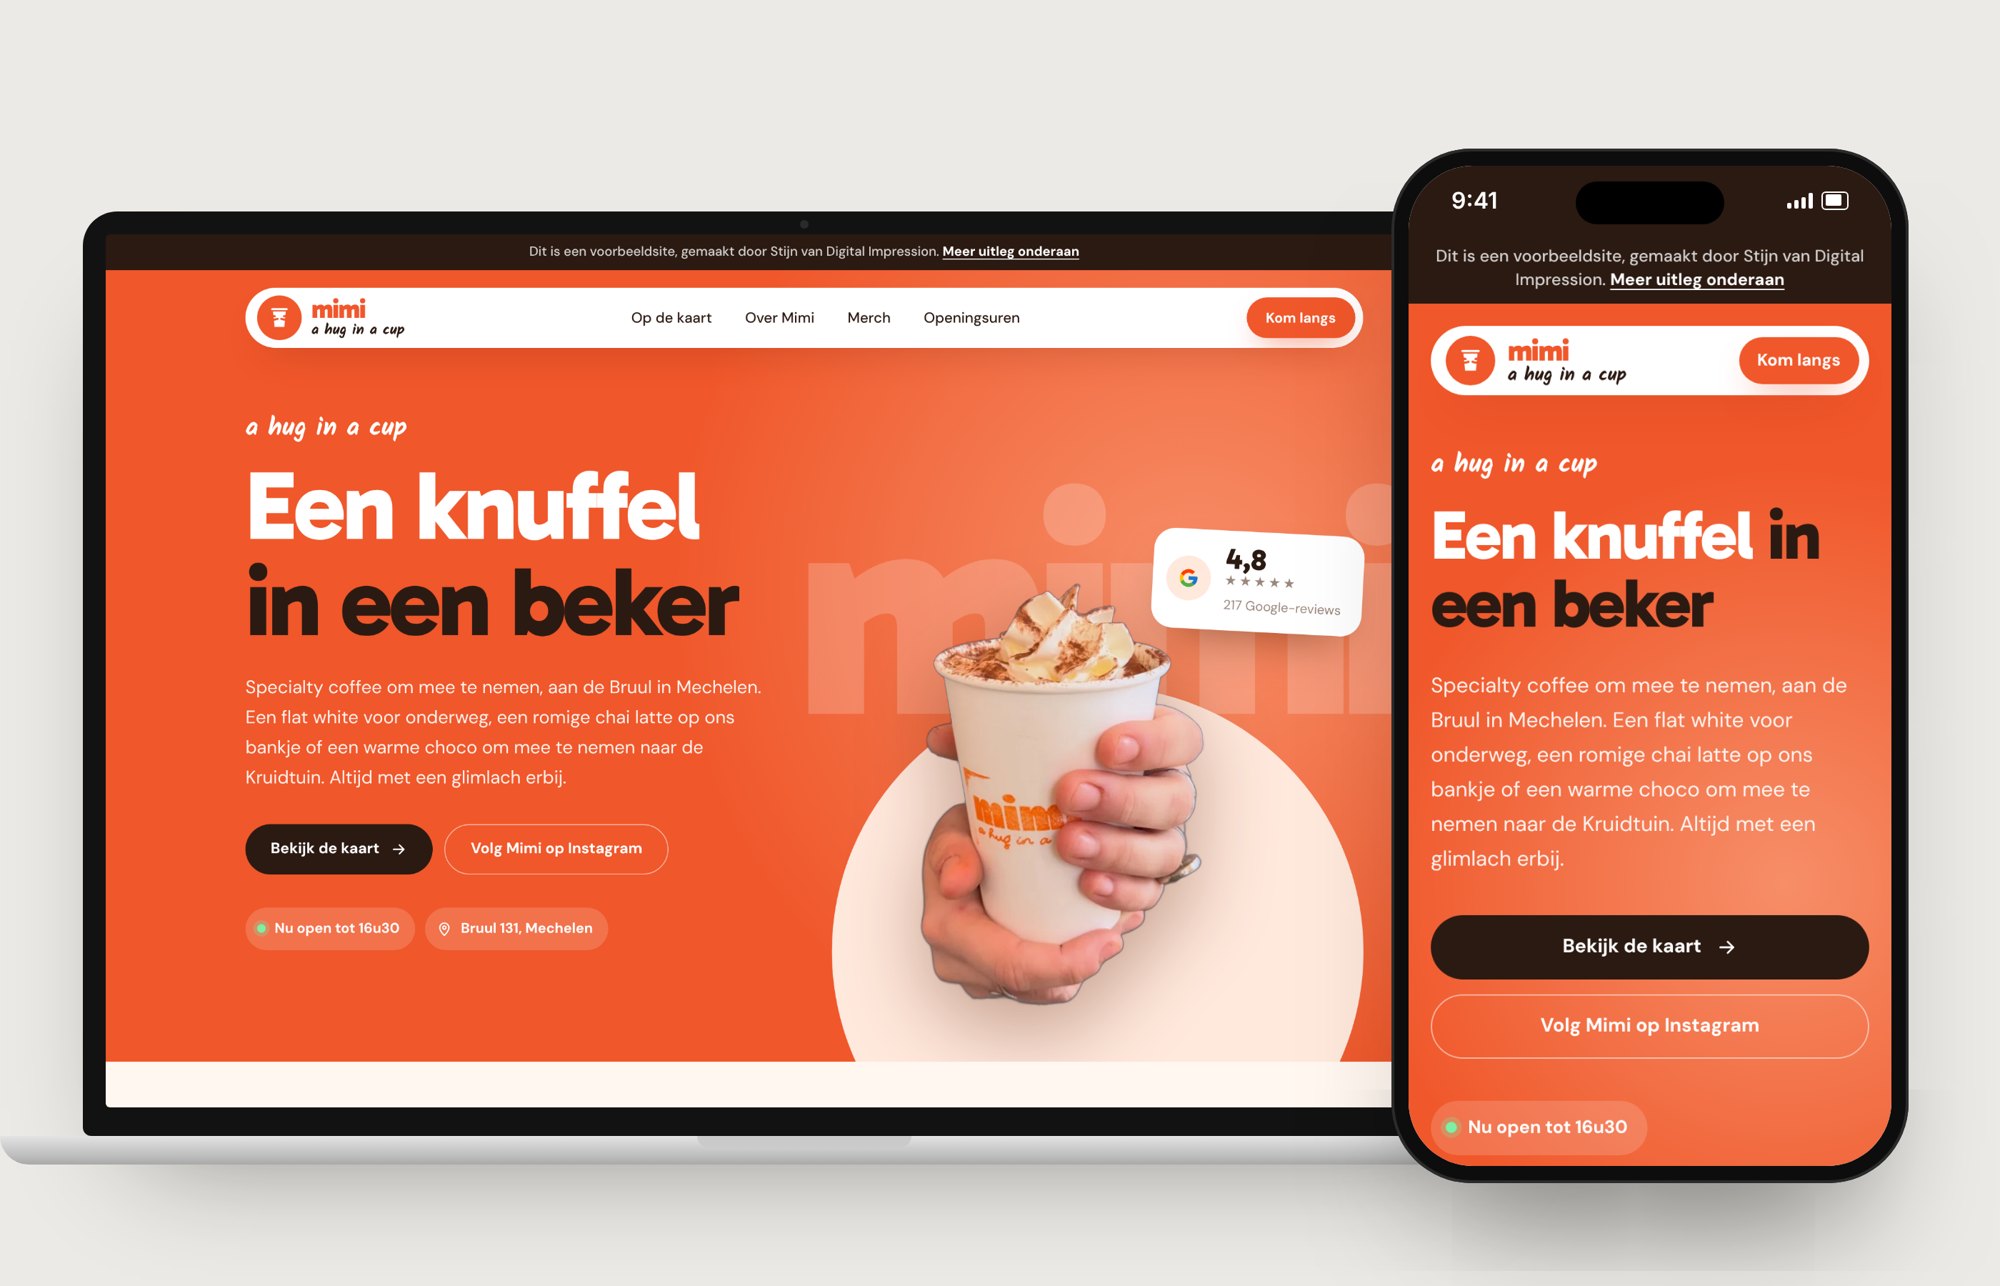 Dit is een voorbeeldsite, gemaakt door Stijn van Digital Impression. Meer uitleg onderaan
mimi
a hug in a cup
Op de kaart
Over Mimi
Merch
Openingsuren
Kom langs
a hug in a cup
Een knuffel
in een beker
Specialty coffee om mee te nemen, aan de Bruul in Mechelen.
Een flat white voor onderweg, een romige chai latte op ons
bankje of een warme choco om mee te nemen naar de
Kruidtuin. Altijd met een glimlach erbij.
Bekijk de kaart →
Volg Mimi op Instagram
Nu open tot 16u30
Bruul 131, Mechelen
mimi
4,8
★★★★★
217 Google-reviews
mimi
a hug in a
9:41
Dit is een voorbeeldsite, gemaakt door Stijn van Digital
Impression. Meer uitleg onderaan
mimi
a hug in a cup
Kom langs
a hug in a cup
Een knuffel in
een beker
Specialty coffee om mee te nemen, aan de
Bruul in Mechelen. Een flat white voor
onderweg, een romige chai latte op ons
bankje of een warme choco om mee te
nemen naar de Kruidtuin. Altijd met een
glimlach erbij.
Bekijk de kaart →
Volg Mimi op Instagram
Nu open tot 16u30